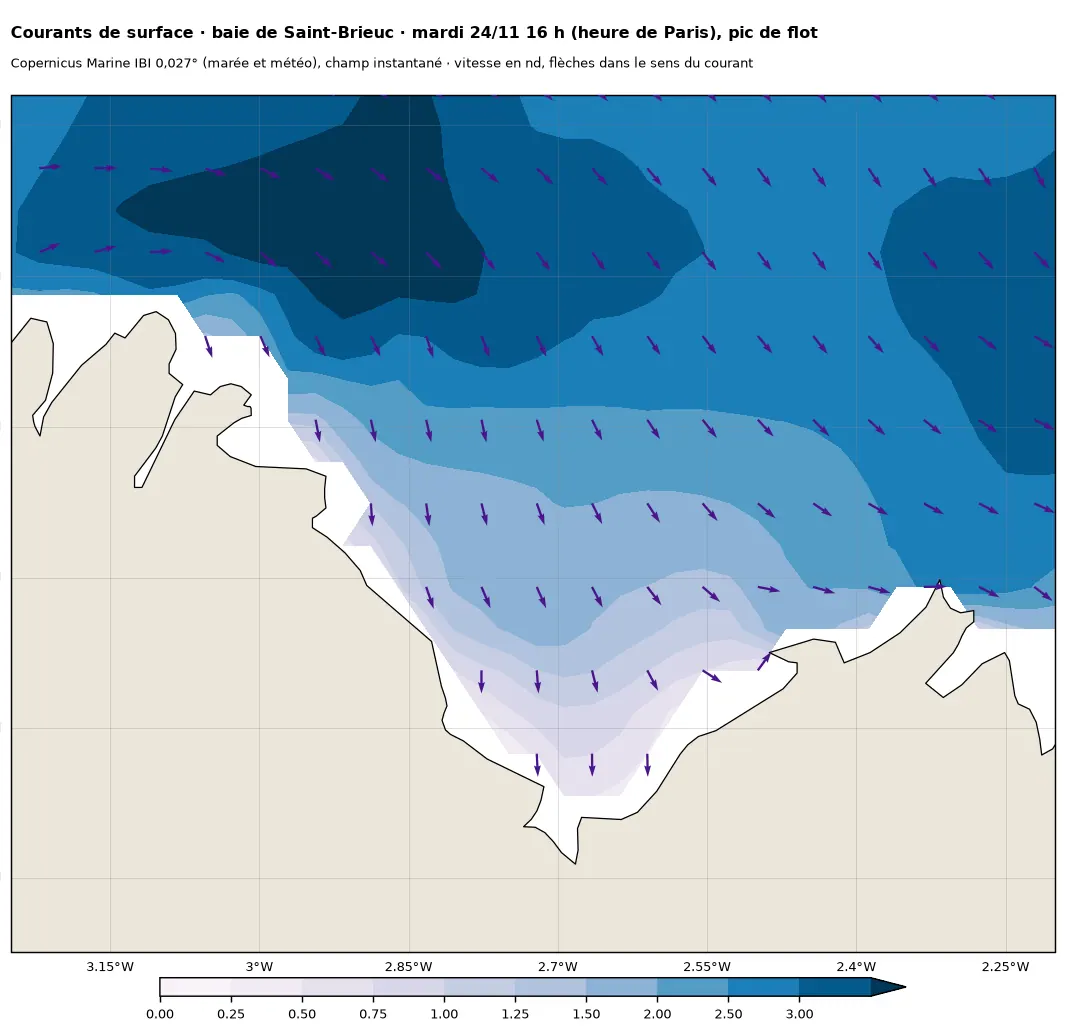 Courants de surface · baie de Saint-Brieuc · mardi 24/11 16 h (heure de Paris), pic de flot
Copernicus Marine IBI 0,027° (marée et météo), champ instantané · vitesse en nd, flèches dans le sens du courant
3.15°W 3°W 2.85°W 2.7°W 2.55°W 2.4°W 2.25°W
0.00 0.25 0.50 0.75 1.00 1.25 1.50 2.00 2.50 3.00